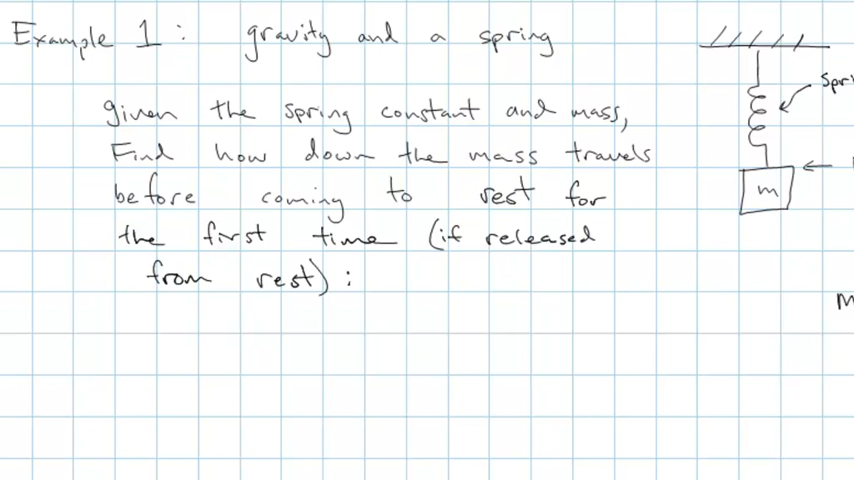 Example 1: gravity and a spring
given the spring constant and mass,
Find how down the mass travels
before coming to rest for
the first time (if released
from rest):
spri
m
m